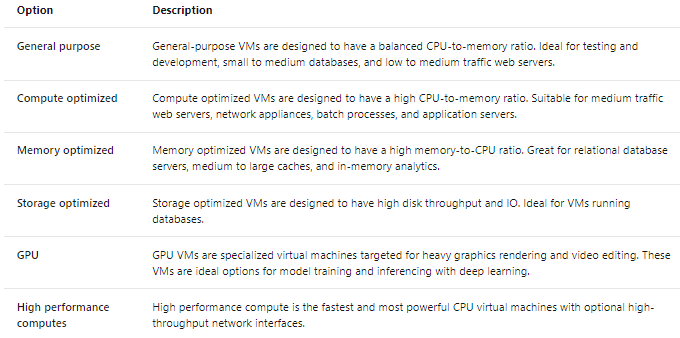 Option Description
General purpose General-purpose VMs are designed to have a balanced CPU-to-memory ratio. Ideal for testing and
development, small to medium databases, and low to medium traffic web servers.
Compute optimized Compute optimized VMs are designed to have a high CPU-to-memory ratio. Suitable for medium traffic
web servers, network appliances, batch processes, and application servers.
Memory optimized Memory optimized VMs are designed to have a high memory-to-CPU ratio. Great for relational database
servers, medium to large caches, and in-memory analytics.
Storage optimized Storage optimized VMs are designed to have high disk throughput and IO. Ideal for VMs running
databases.
GPU GPU VMs are specialized virtual machines targeted for heavy graphics rendering and video editing. These
VMs are ideal options for model training and inferencing with deep learning.
High performance High performance compute is the fastest and most powerful CPU virtual machines with optional high-
computes throughput network interfaces.